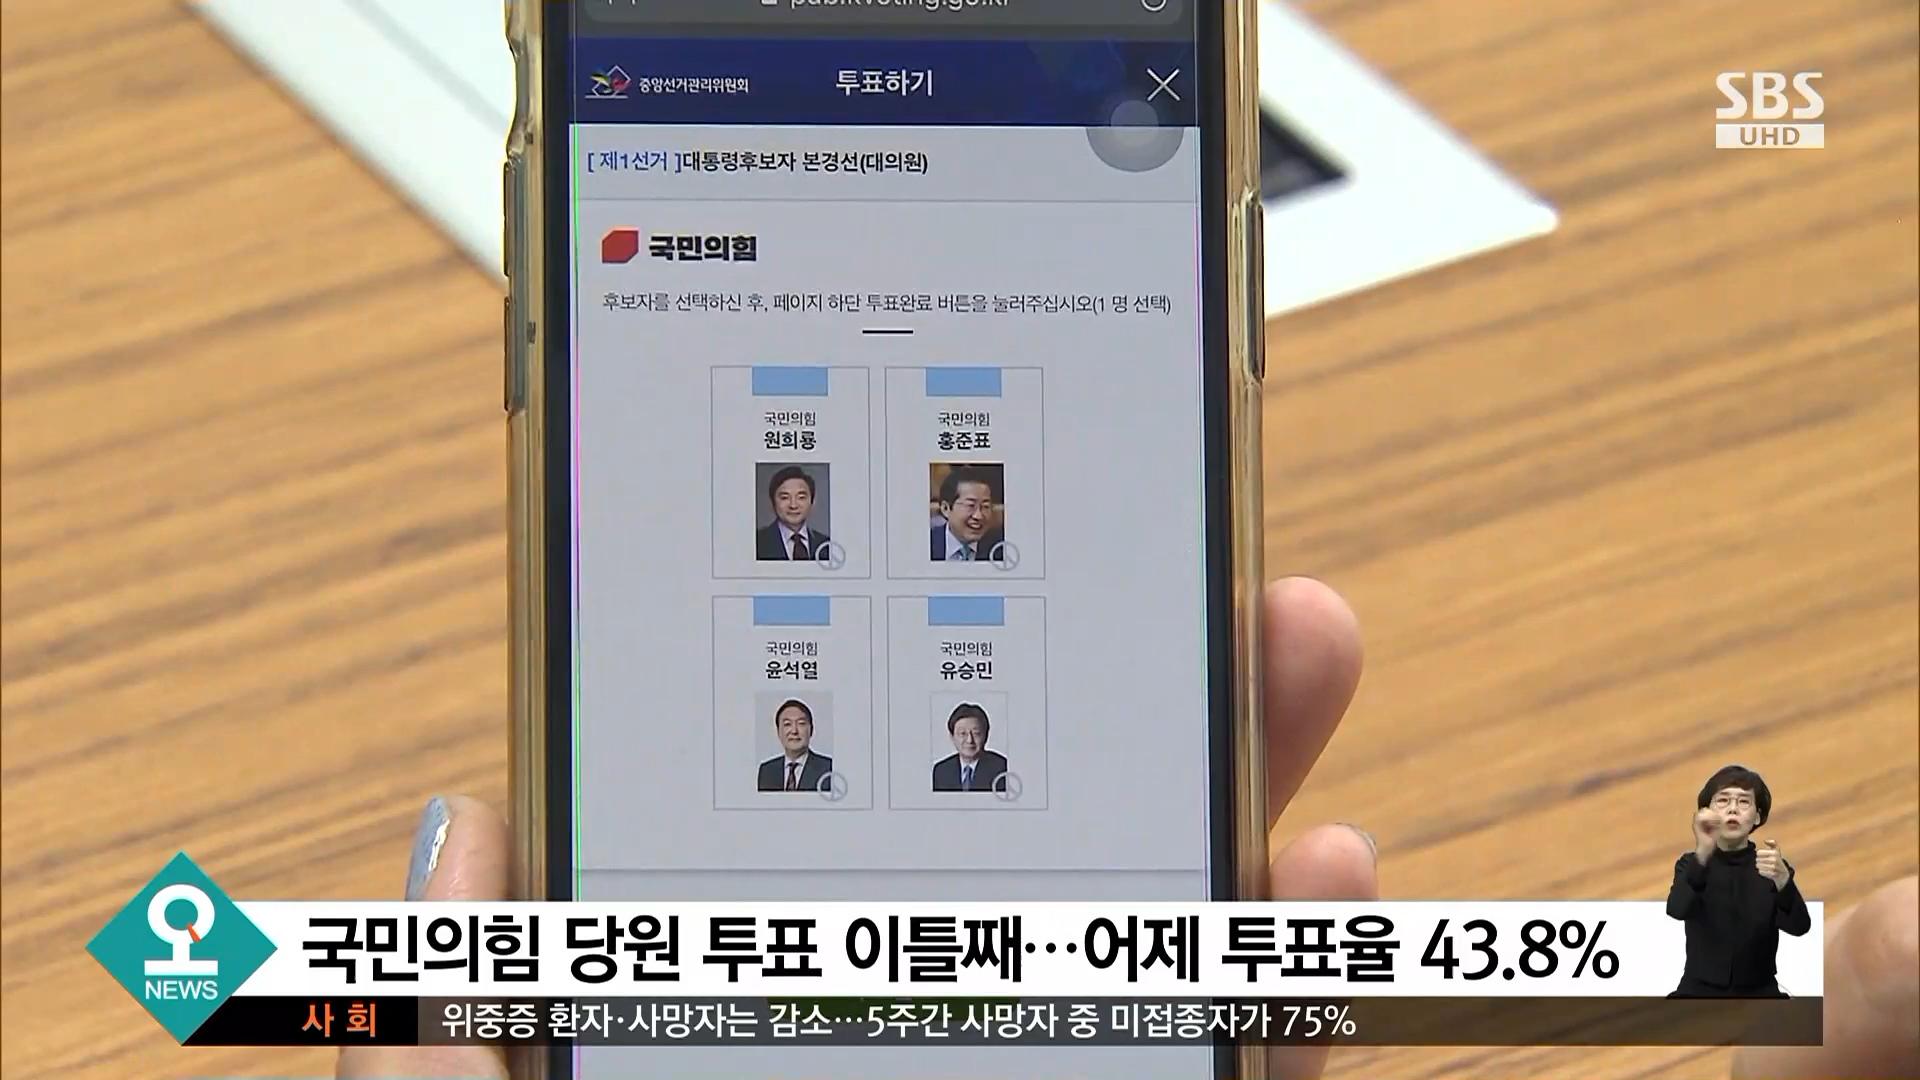 중앙선거관리위원회
투표하기
SBS
UHD
[ 제1선거 ]대통령후보자 본경선(대의원)
국민의힘
후보자를 선택하신 후, 페이지 하단 투표완료 버튼을 눌러주십시오(1 명 선택)
국민의힘
원희룡
국민의힘
홍준표
국민의힘
윤석열
국민의힘
유승민
오
NEWS
국민의힘 당원 투표 이틀째…어제 투표율 43.8%
사 회
위중증 환자·사망자는 감소…5주간 사망자 중 미접종자가 75%